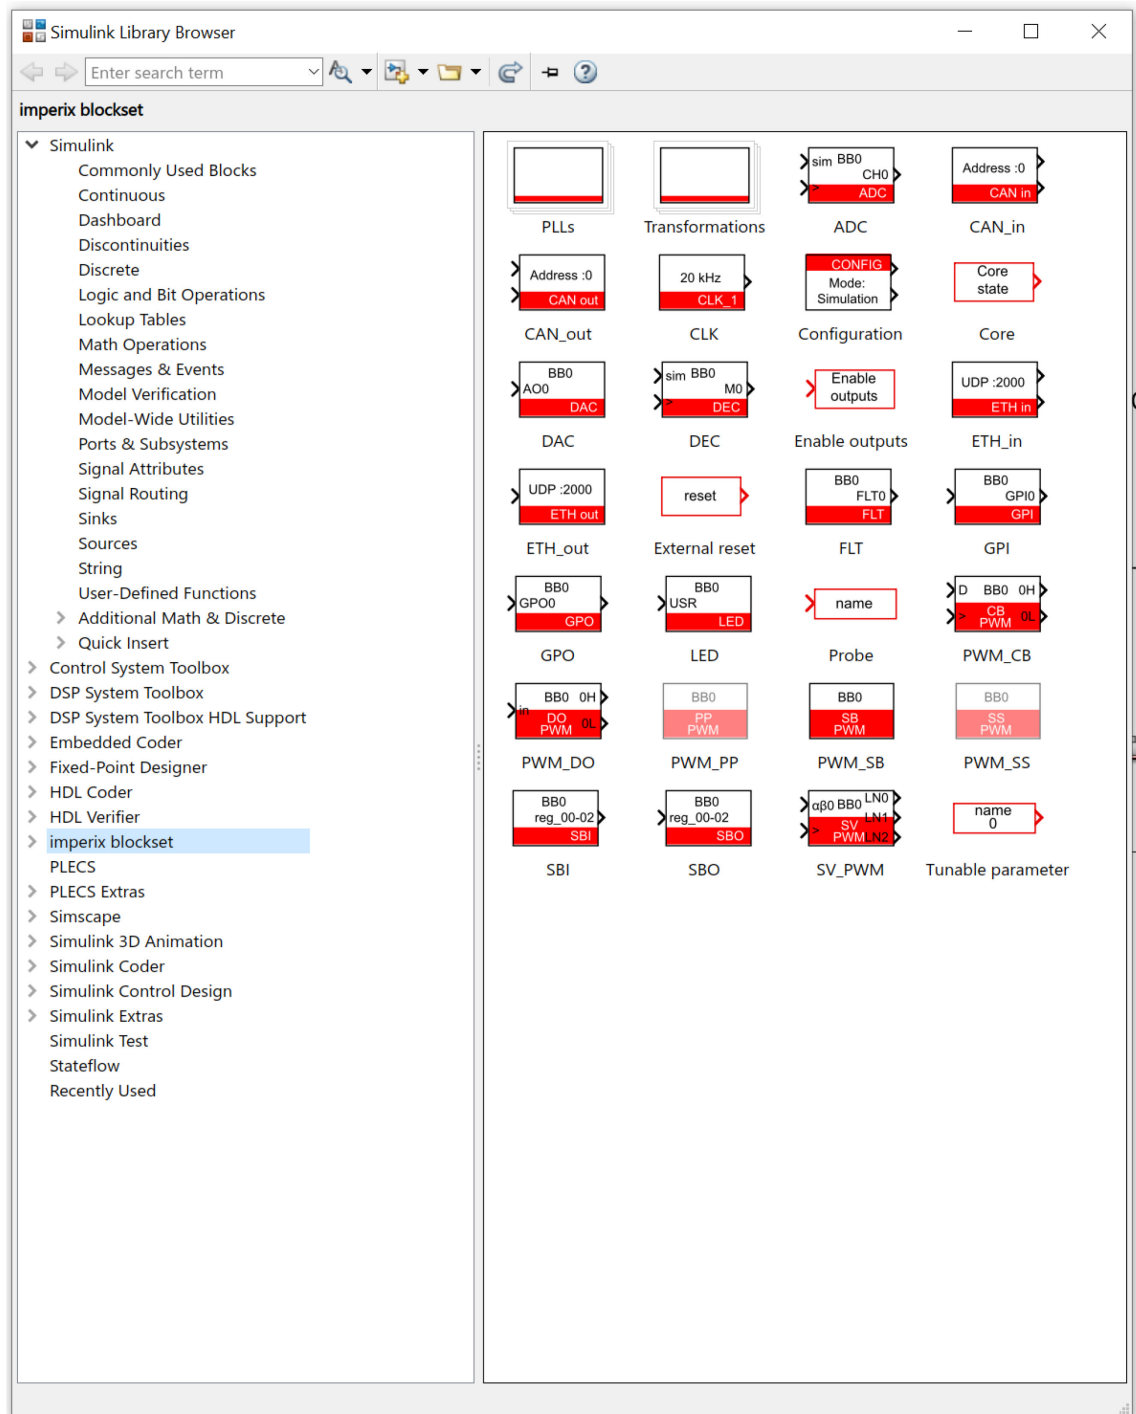 Simulink Library Browser
Enter search term
imperix blockset
Simulink
Commonly Used Blocks
Continuous
Dashboard
Discontinuities
Discrete
Logic and Bit Operations
Lookup Tables
Math Operations
Messages & Events
Model Verification
Model-Wide Utilities
Ports & Subsystems
Signal Attributes
Signal Routing
Sinks
Sources
String
User-Defined Functions
Additional Math & Discrete
Quick Insert
Control System Toolbox
DSP System Toolbox
DSP System Toolbox HDL Support
Embedded Coder
Fixed-Point Designer
HDL Coder
HDL Verifier
imperix blockset
PLECS
PLECS Extras
Simscape
Simulink 3D Animation
Simulink Coder
Simulink Control Design
Simulink Extras
Simulink Test
Stateflow
Recently Used
PLLs
Transformations
sim BB0
CH0
>
ADC
ADC
Address :0
CAN in
CAN_in
Address :0
CAN out
CAN_out
20 kHz
CLK_1
CLK
CONFIG
Mode:
Simulation
Configuration
Core
state
Core
BB0
AO0
DAC
DAC
sim BB0
M0
>
DEC
DEC
Enable
outputs
Enable outputs
UDP :2000
ETH in
ETH_in
UDP :2000
ETH out
ETH_out
reset
External reset
BB0
FLT0
FLT
FLT
BB0
GPI0
GPI
GPI
BB0
GPO0
GPO
GPO
BB0
USR
LED
LED
name
Probe
D BB0 0H
> CB 0L
PWM
PWM_CB
BB0 0H
in
DO 0L
PWM
PWM_DO
BB0
PP
PWM
PWM_PP
BB0
SB
PWM
PWM_SB
BB0
SS
PWM
PWM_SS
BB0
reg_00-02
SBI
SBI
BB0
reg_00-02
SBO
SBO
αβ0 BB0 LN0
LN1
> SV
PWM LN2
SV_PWM
name
0
Tunable parameter